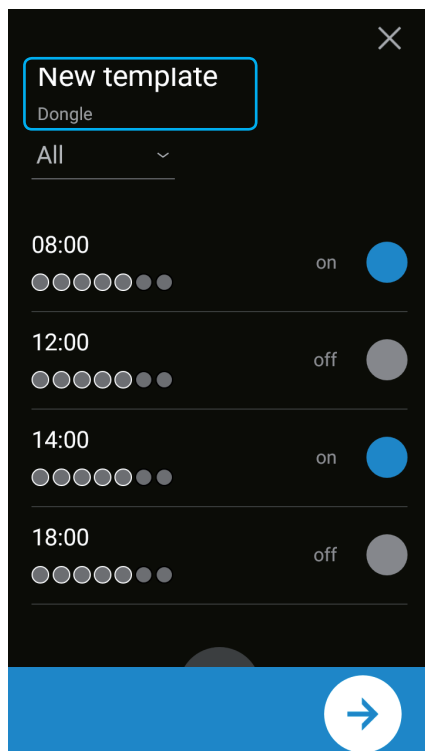 New template
Dongle
All
08:00
on
12:00
off
14:00
on
18:00
off